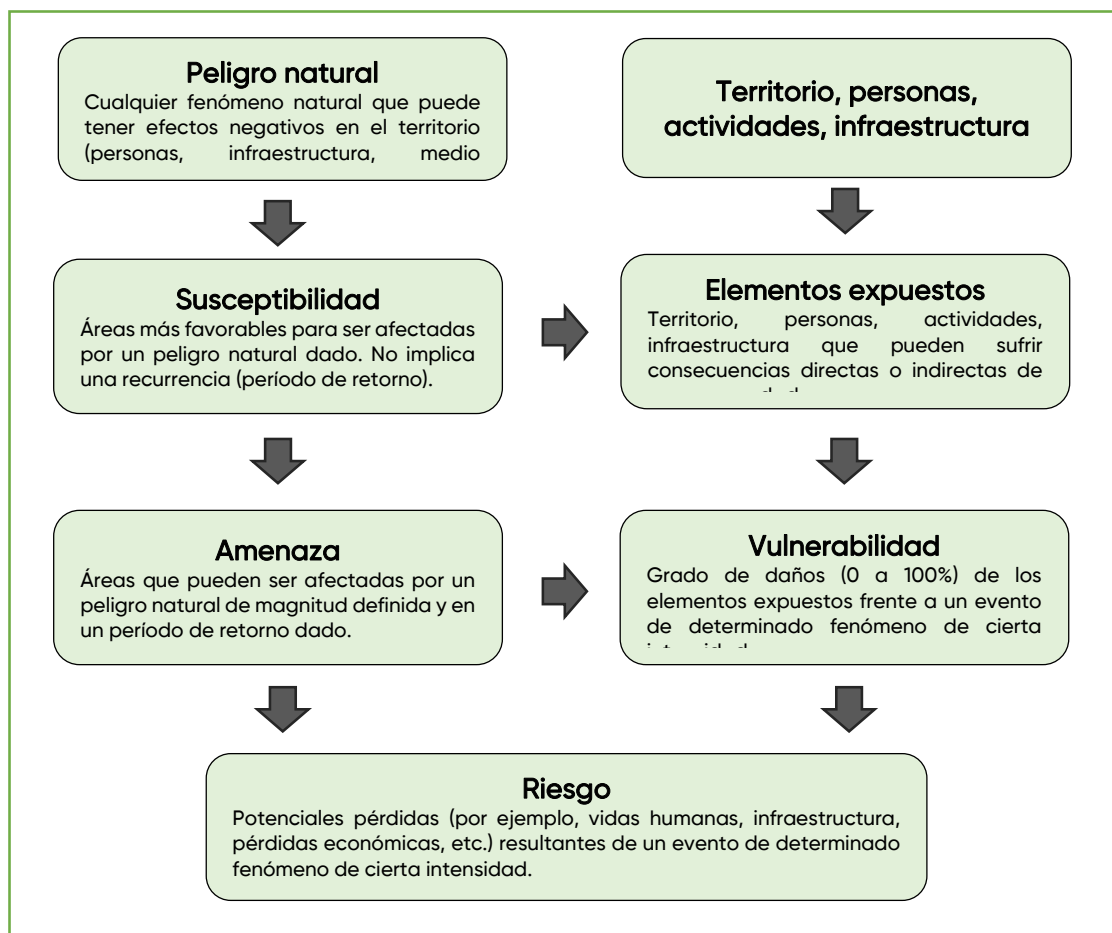 Peligro natural
Cualquier fenómeno natural que puede
tener efectos negativos en el territorio
(personas, infraestructura, medio
Territorio, personas,
actividades, infraestructura
Susceptibilidad
Áreas más favorables para ser afectadas
por un peligro natural dado. No implica
una recurrencia (período de retorno).
Elementos expuestos
Territorio, personas, actividades,
infraestructura que pueden sufrir
consecuencias directas o indirectas de
Amenaza
Áreas que pueden ser afectadas por un
peligro natural de magnitud definida y en
un período de retorno dado.
Vulnerabilidad
Grado de daños (0 a 100%) de los
elementos expuestos frente a un evento
de determinado fenómeno de cierta
Riesgo
Potenciales pérdidas (por ejemplo, vidas humanas, infraestructura,
pérdidas económicas, etc.) resultantes de un evento de determinado
fenómeno de cierta intensidad.